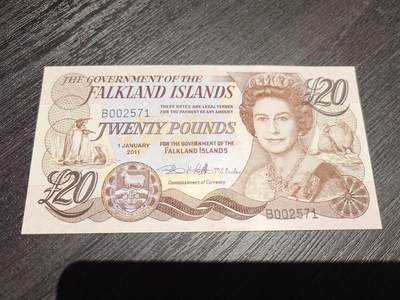 THE GOVERNMENT OF THE
FALKLAND ISLANDS
£20
THESE NOTES ARE LEGAL TENDER
FOR THE PAYMENT OF ANY AMOUNT
B002571
TWENTY POUNDS
1 JANUARY
2011
FOR THE GOVERNMENT OF THE
FALKLAND ISLANDS
£20
Commissioners of Currency
B002571